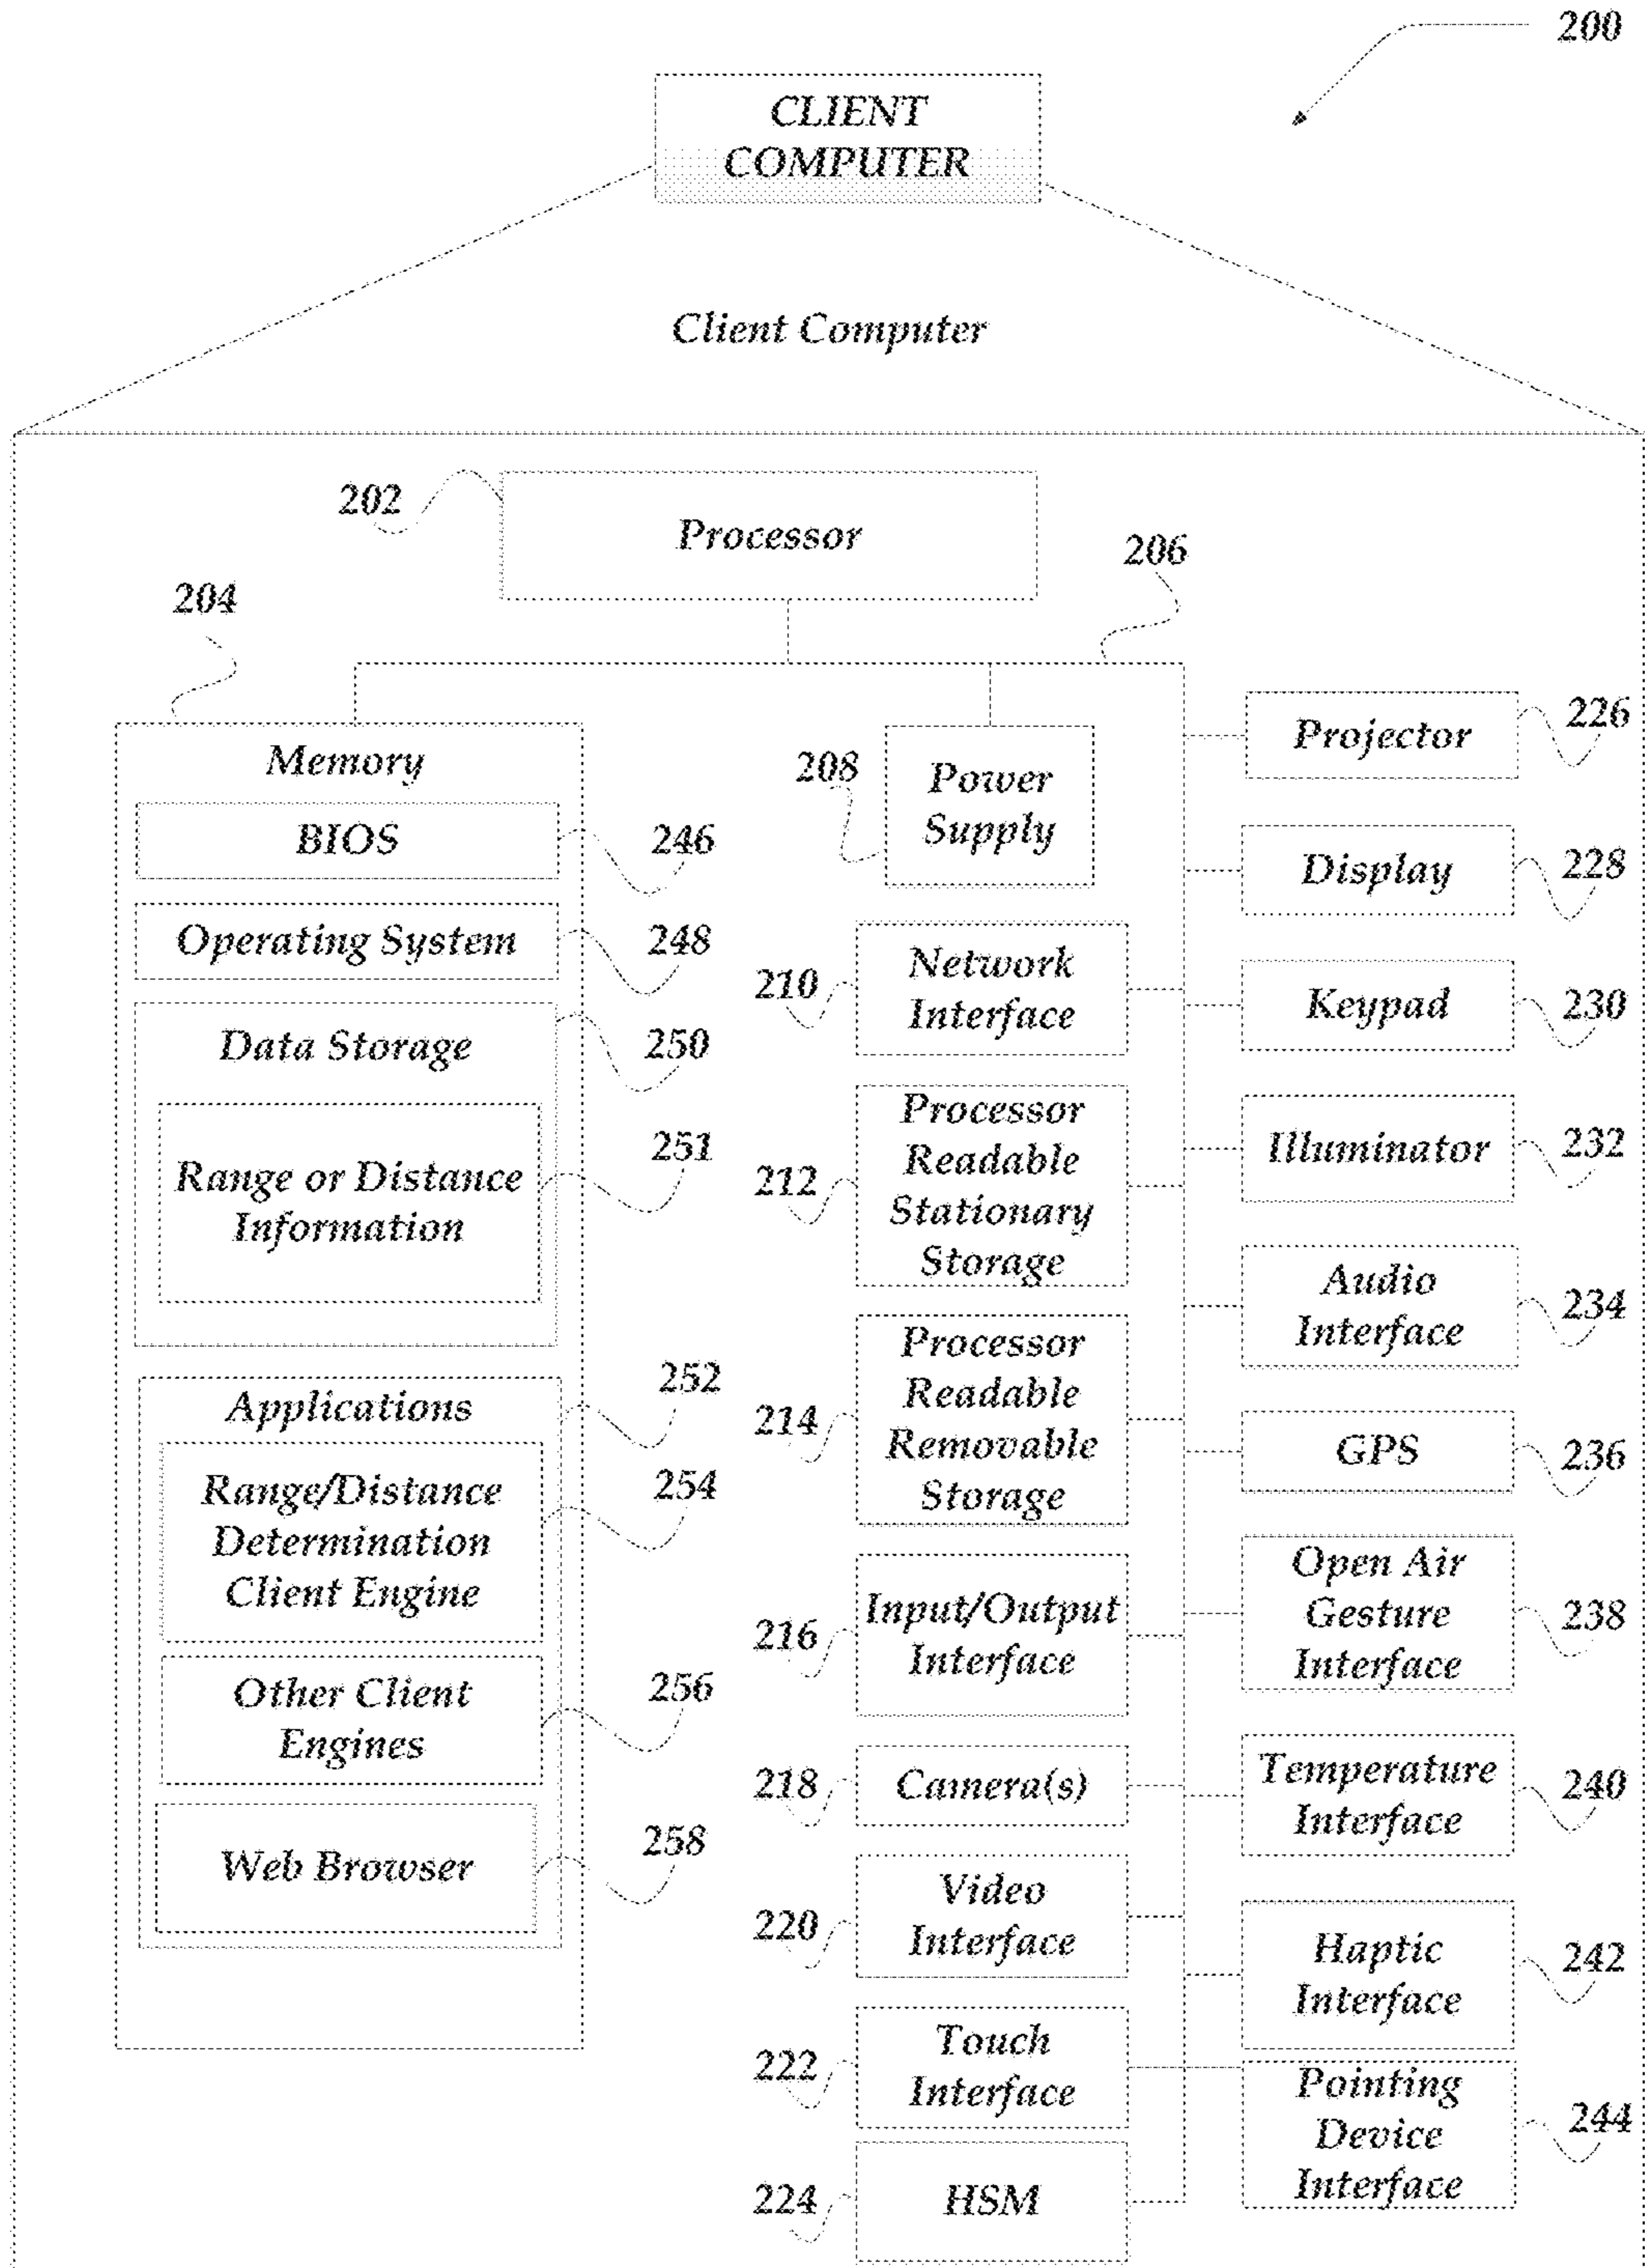 200
CLIENT
COMPUTER
Client Computer
202
Processor
206
204
Memory
BIOS
246
Operating System
248
Data Storage
250
Range or Distance
Information
251
Applications
252
Range/Distance
Determination
Client Engine
254
Other Client
Engines
256
Web Browser
258
208
Power
Supply
210
Network
Interface
212
Processor
Readable
Stationary
Storage
214
Processor
Readable
Removable
Storage
216
Input/Output
Interface
218
Camera(s)
220
Video
Interface
222
Touch
Interface
224
HSM
Projector
226
Display
228
Keypad
230
Illuminator
232
Audio
Interface
234
GPS
236
Open Air
Gesture
Interface
238
Temperature
Interface
240
Haptic
Interface
242
Pointing
Device
Interface
244